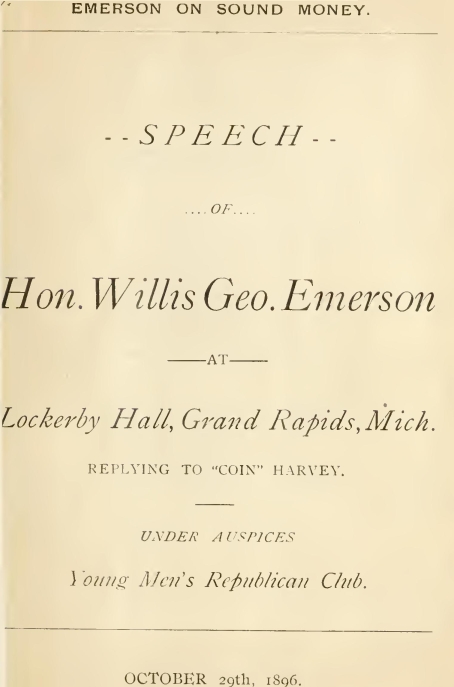 EMERSON ON SOUND MONEY.
--SPEECH--
....OF....
Hon. Willis Geo. Emerson
——AT——
Lockerby Hall, Grand Rapids, Mich.
REPLYING TO "COIN" HARVEY.
UNDER AUSPICES
Young Men's Republican Club.
OCTOBER 29th, 1896.